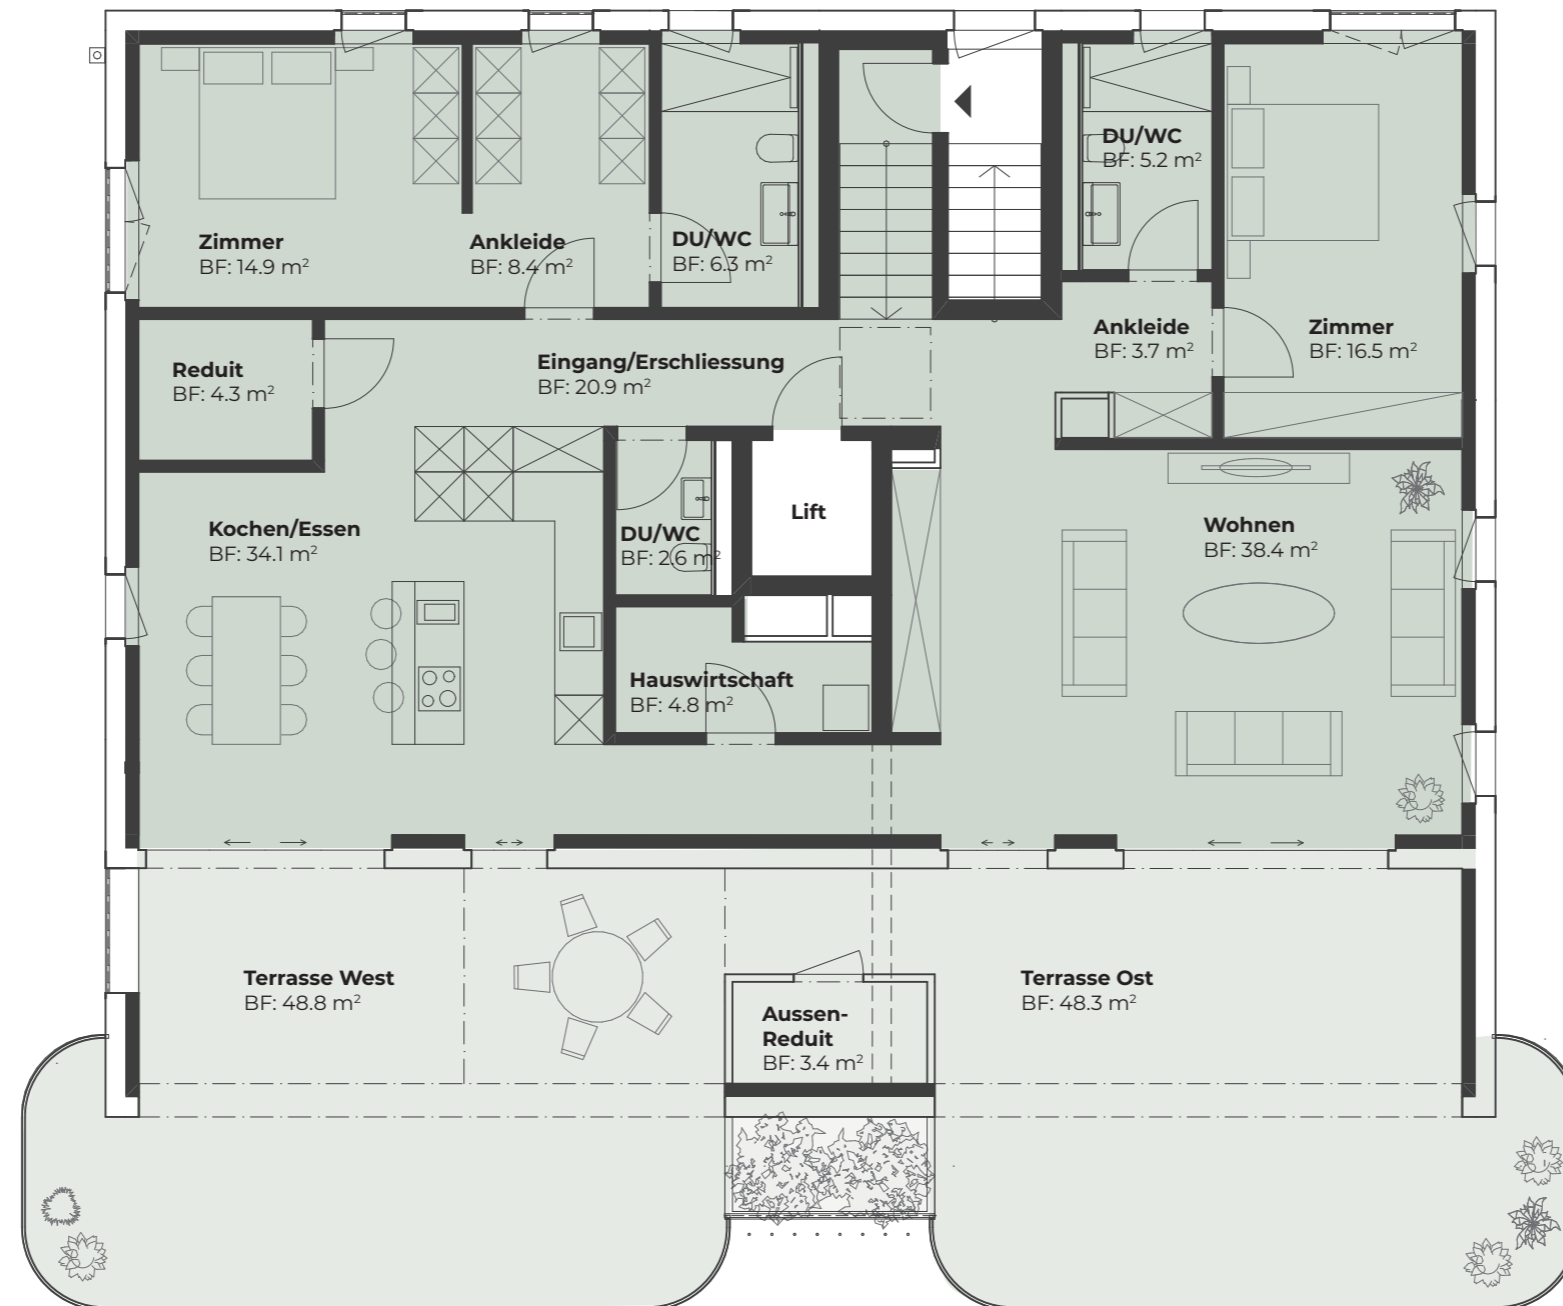 DU/WC
BF: 5.2 m²
Zimmer
BF: 14.9 m²
Ankleide
BF: 8.4 m²
DU/WC
BF: 6.3 m²
Ankleide
BF: 3.7 m²
Zimmer
BF: 16.5 m²
Reduit
BF: 4.3 m²
Eingang/Erschliessung
BF: 20.9 m²
Kochen/Essen
BF: 34.1 m²
DU/WC
BF: 2.6 m²
Lift
Wohnen
BF: 38.4 m²
Hauswirtschaft
BF: 4.8 m²
Terrasse West
BF: 48.8 m²
Aussen-
Reduit
BF: 3.4 m²
Terrasse Ost
BF: 48.3 m²